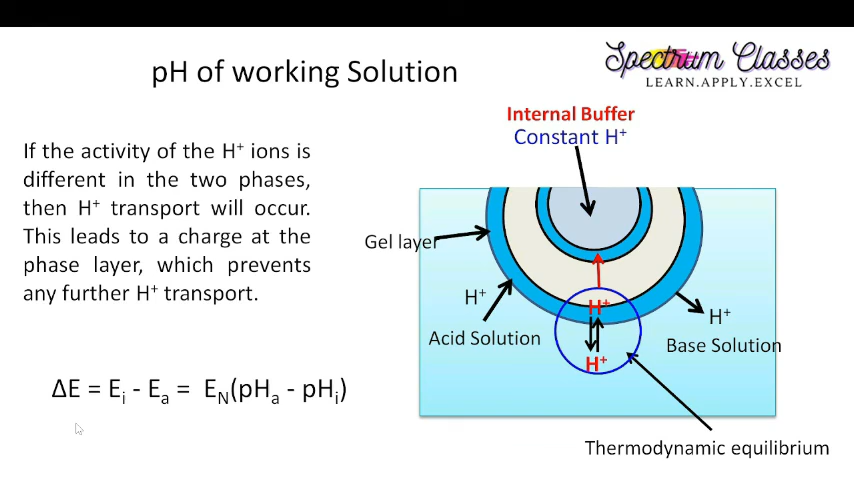 pH of working Solution
Spectrum Classes
LEARN.APPLY.EXCEL
If the activity of the H⁺ ions is
different in the two phases,
then H⁺ transport will occur.
This leads to a charge at the
phase layer, which prevents
any further H⁺ transport.
ΔE = Eᵢ - Eₐ = E_N(pHₐ - pHᵢ)
Internal Buffer
Constant H⁺
Gel layer
H⁺
Acid Solution
H⁺
H⁺
H⁺
Base Solution
Thermodynamic equilibrium